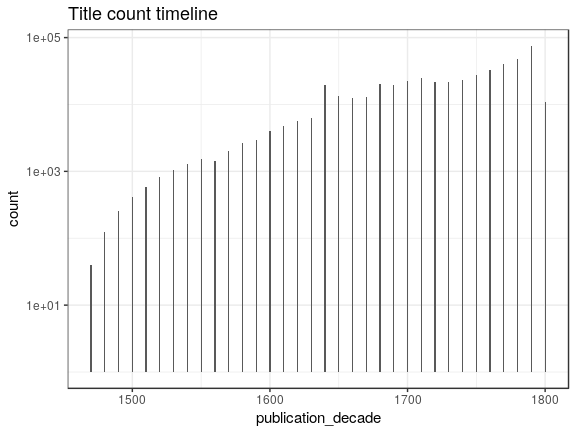 Title count timeline
1e+05
1e+03
1e+01
count
1500 1600 1700 1800
publication_decade